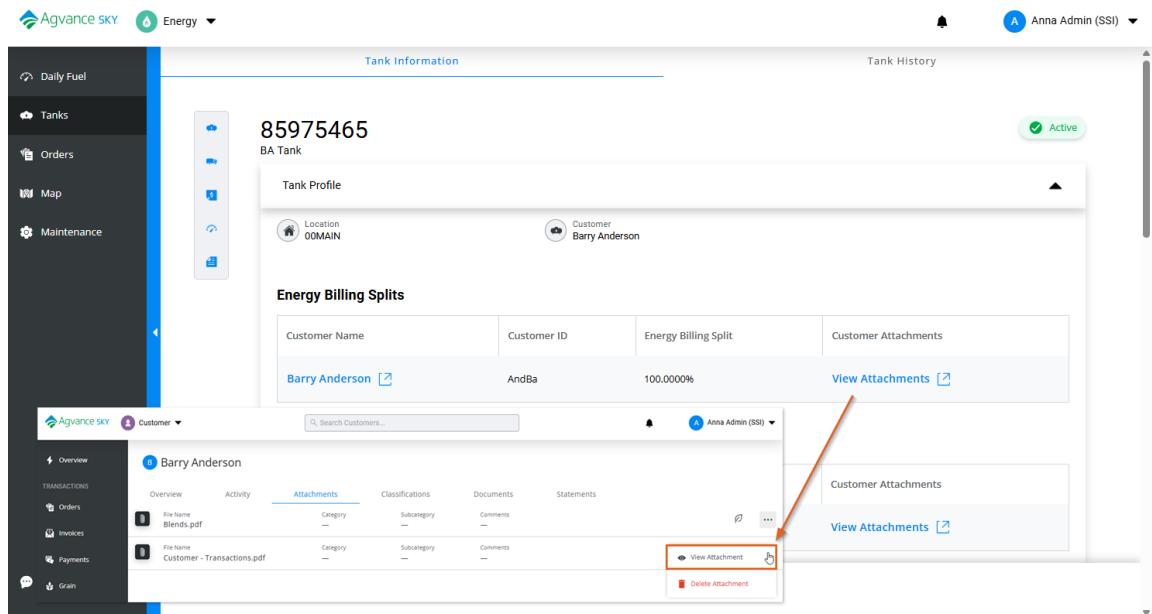 Agvance SKY
Energy
Anna Admin (SSI)
Daily Fuel
Tanks
Orders
Map
Maintenance
Tank Information
Tank History
85975465
BA Tank
Active
Tank Profile
Location
00MAIN
Customer
Barry Anderson
Energy Billing Splits
Customer Name
Customer ID
Energy Billing Split
Customer Attachments
Barry Anderson
AndBa
100.0000%
View Attachments
Customer Attachments
View Attachments
Agvance SKY
Customer
Search Customers...
A
Anna Admin (SSI)
Overview
TRANSACTIONS
Orders
Invoices
Payments
Grain
B
Barry Anderson
Overview
Activity
Attachments
Classifications
Documents
Statements
File Name
Category
Subcategory
Comments
Blends.pdf
—
—
—
File Name
Category
Subcategory
Comments
Customer - Transactions.pdf
—
—
—
View Attachment
Delete Attachment